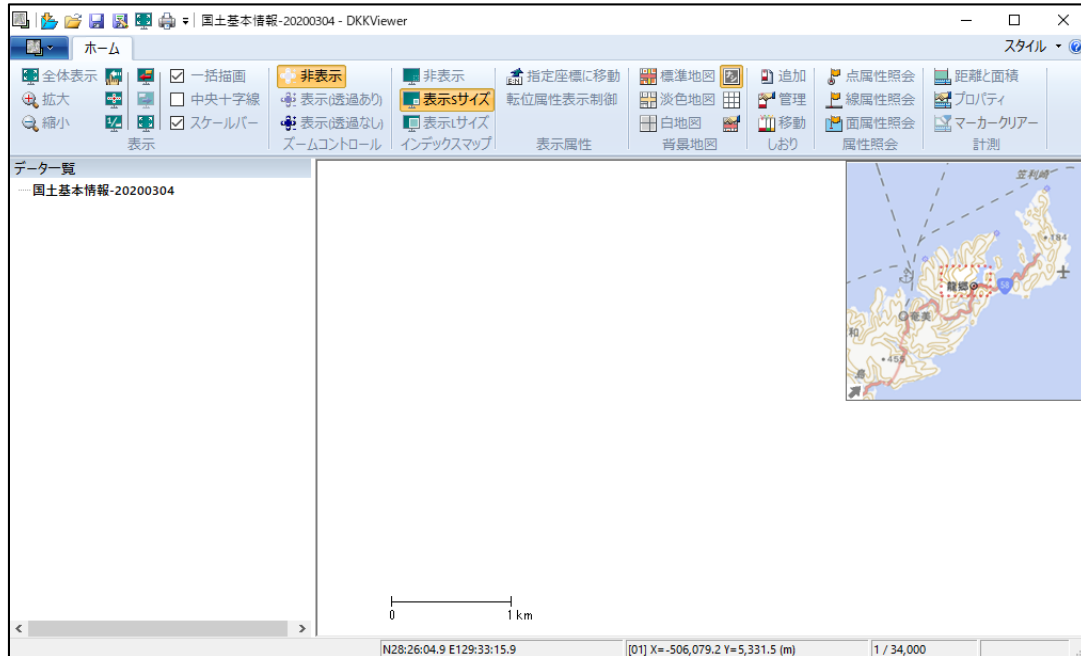 国土基本情報-20200304 - DKKViewer
ホーム
スタイル
全体表示
拡大
縮小
一括描画
中央十字線
スケールバー
表示
非表示
表示(透過あり)
表示(透過なし)
ズームコントロール
非表示
表示Sサイズ
表示Lサイズ
インデックスマップ
指定座標に移動
転位属性表示制御
表示属性
標準地図
淡色地図
白地図
背景地図
追加
管理
移動
しおり
点属性照会
線属性照会
面属性照会
属性照会
距離と面積
プロパティ
マーカークリアー
計測
データ一覧
国土基本情報-20200304
笠利崎
184
龍郷
58
奄美
和
455
島
0 1 km
N28:26:04.9 E129:33:15.9
[01] X=-506,079.2 Y=5,331.5 (m)
1 / 34,000